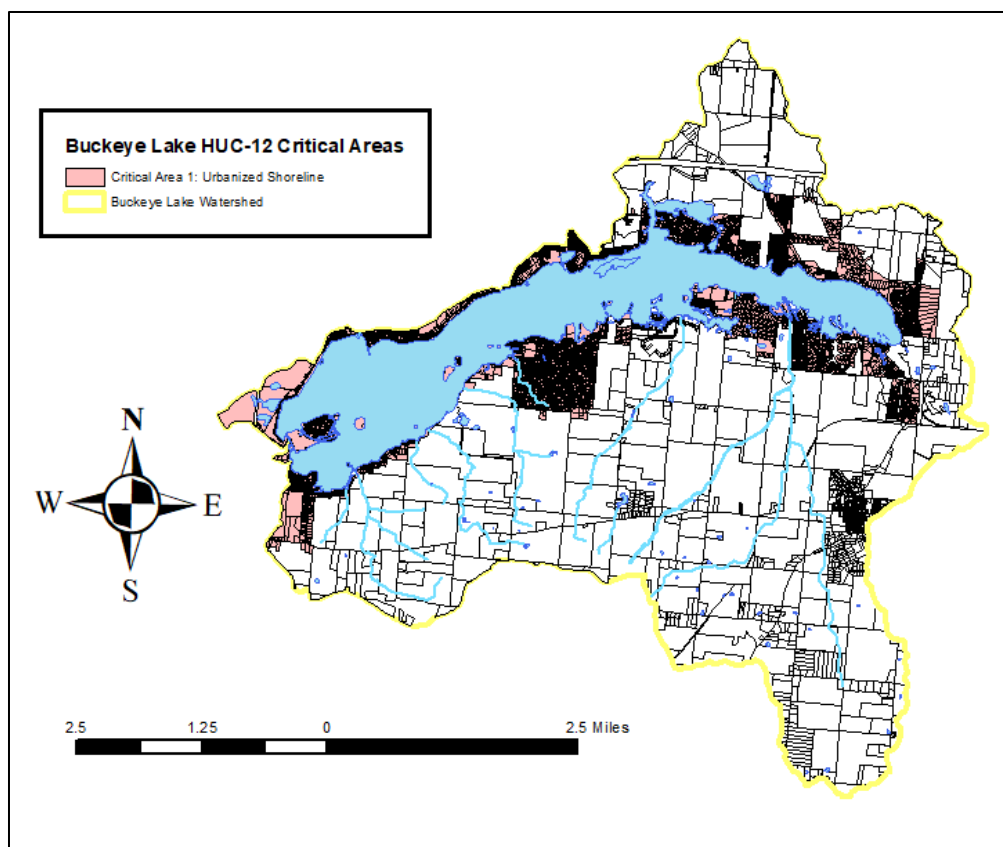 Buckeye Lake HUC-12 Critical Areas
Critical Area 1: Urbanized Shoreline
Buckeye Lake Watershed
N
W
E
S
2.5 1.25 0 2.5 Miles